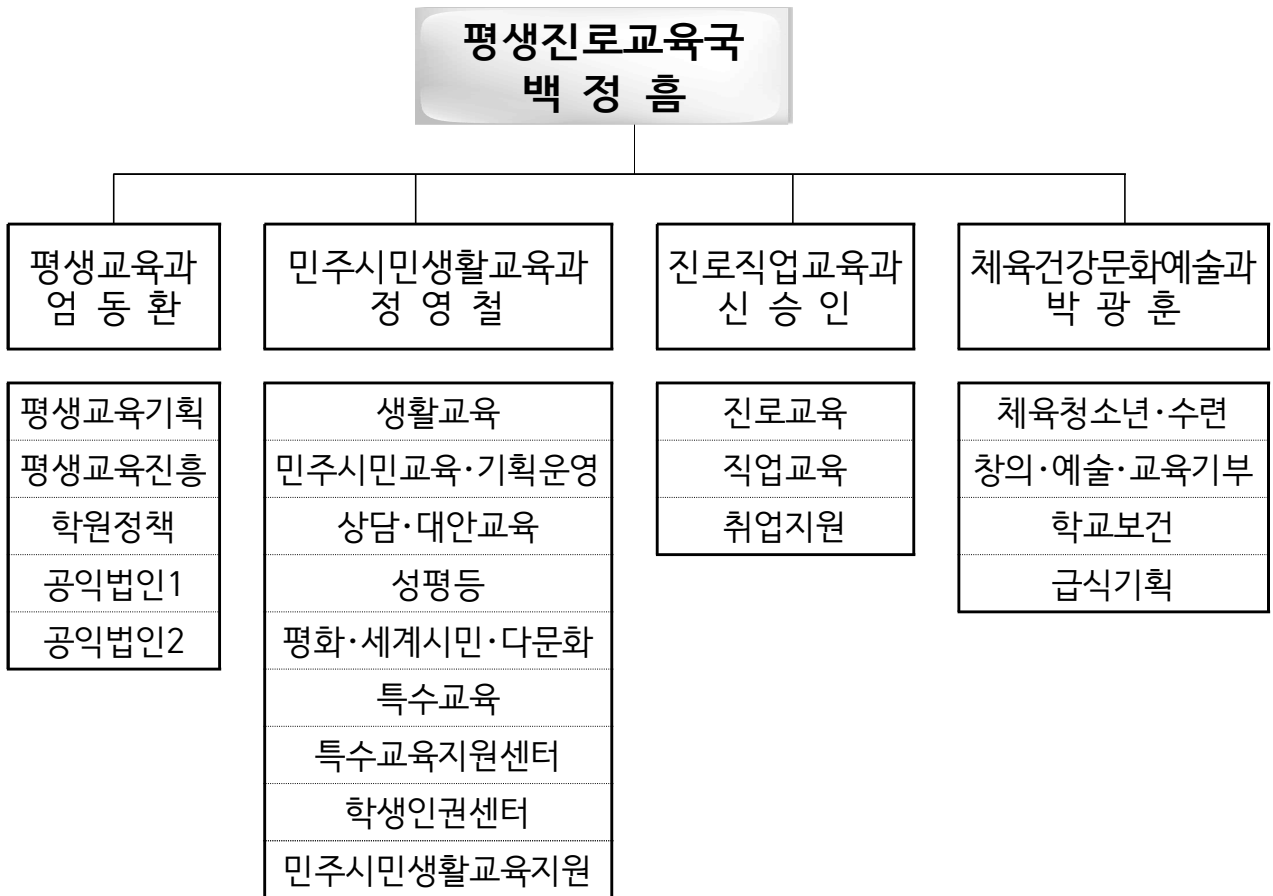 평생진로교육국
백 정 흠
평생교육과
엄 동 환
민주시민생활교육과
정 영 철
진로직업교육과
신 승 인
체육건강문화예술과
박 광 훈
평생교육기획
평생교육진흥
학원정책
공익법인1
공익법인2
생활교육
민주시민교육·기획운영
상담·대안교육
성평등
평화·세계시민·다문화
특수교육
특수교육지원센터
학생인권센터
민주시민생활교육지원
진로교육
직업교육
취업지원
체육청소년·수련
창의·예술·교육기부
학교보건
급식기획